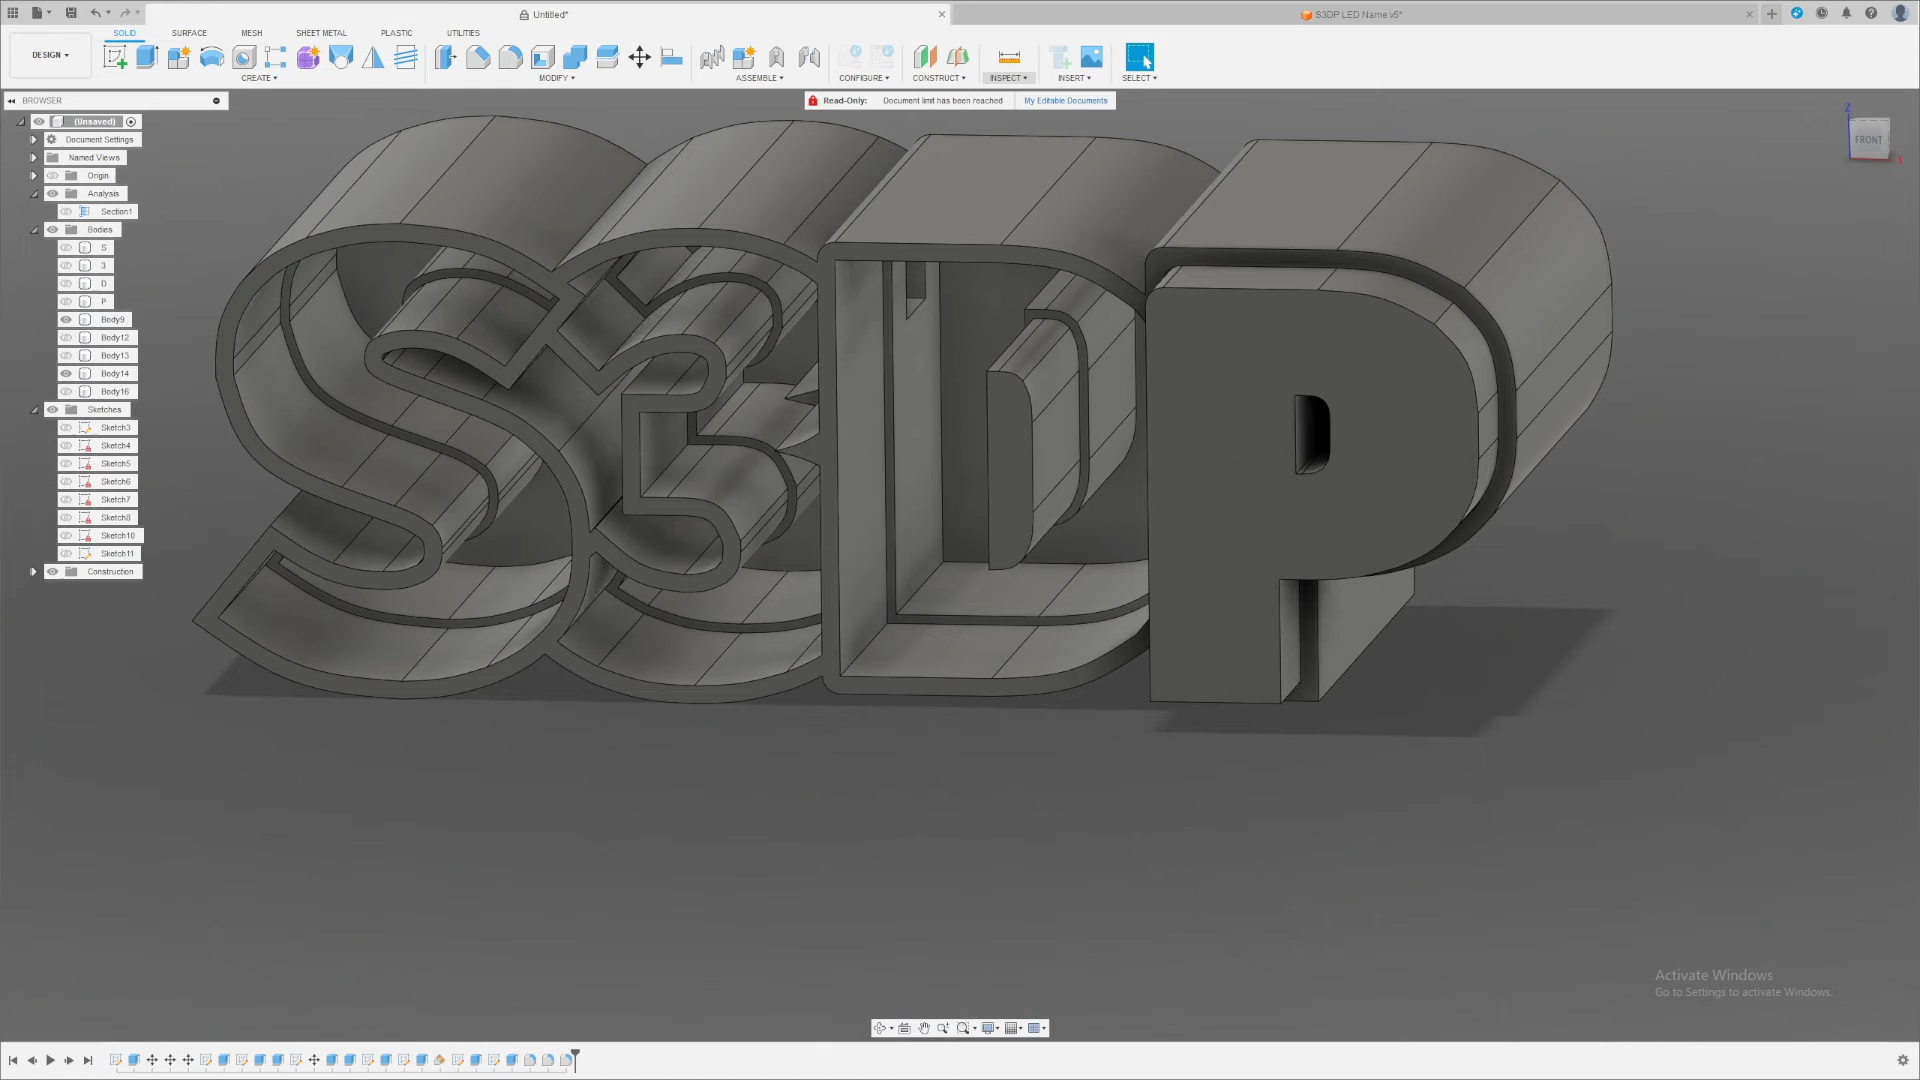 Untitled*
S3DP LED Name v5*
SOLID
SURFACE
MESH
SHEET METAL
PLASTIC
UTILITIES
DESIGN
CREATE
MODIFY
ASSEMBLE
CONFIGURE
CONSTRUCT
INSPECT
INSERT
SELECT
BROWSER
Read-Only: Document limit has been reached My Editable Documents
(Unsaved)
Document Settings
Named Views
Origin
Analysis
Section1
Bodies
S
3
D
P
Body9
Body12
Body13
Body14
Body16
Sketches
Sketch3
Sketch4
Sketch5
Sketch6
Sketch7
Sketch8
Sketch10
Sketch11
Construction
Z
FRONT
X
S3DP
Activate Windows
Go to Settings to activate Windows.